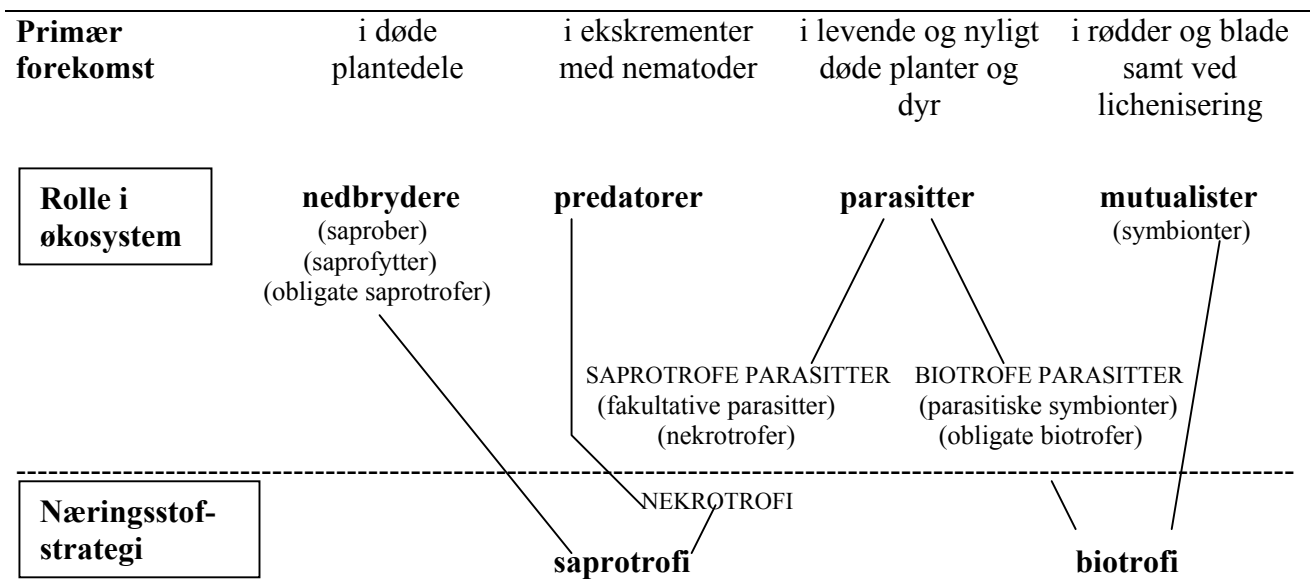 Primær i døde i ekskrementer i levende og nyligt i rødder og blade
forekomst plantedele med nematoder døde planter og samt ved
dyr lichenisering
Rolle i nedbrydere predatorer parasitter mutualister
økosystem (saprober) (symbionter)
(saprofytter)
(obligate saprotrofer)
SAPROTROFE PARASITTER BIOTROFE PARASITTER
(fakultative parasitter) (parasitiske symbionter)
(nekrotrofer) (obligate biotrofer)
Næringsstof- NEKROTROFI
strategi saprotrofi biotrofi